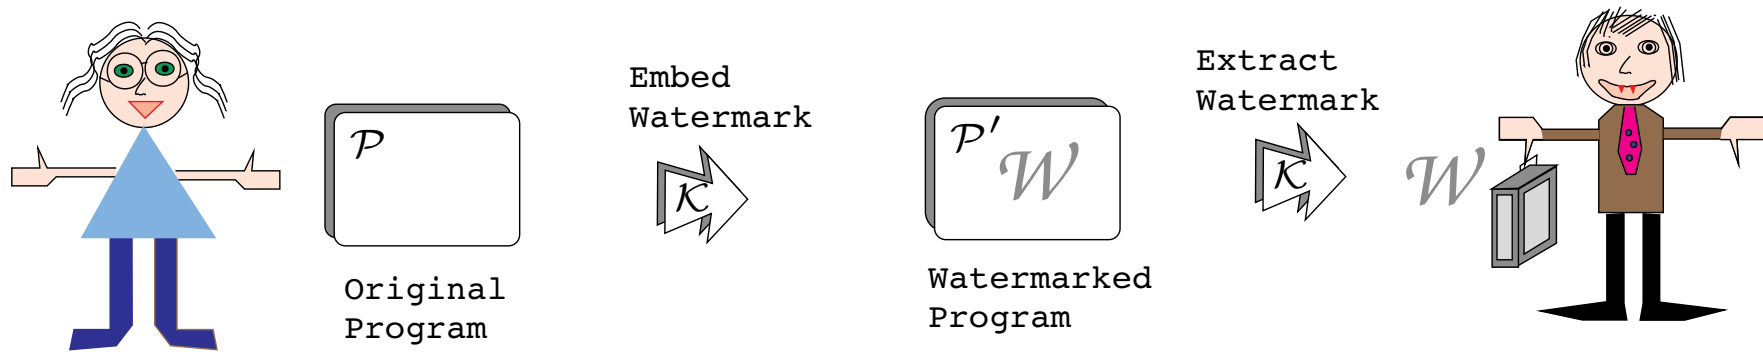 𝒫
Original
Program
Embed
Watermark
𝒦
𝒫′
𝒲
Watermarked
Program
Extract
Watermark
𝒦
𝒲